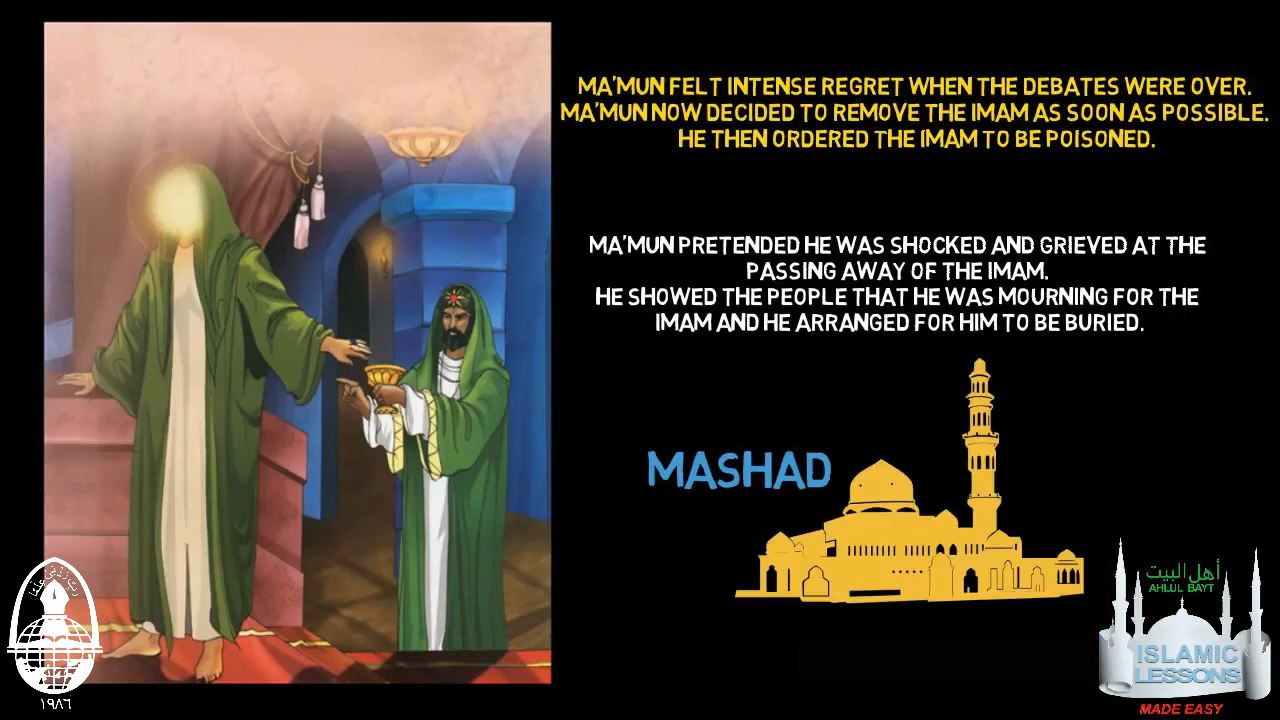 MA'MUN FELT INTENSE REGRET WHEN THE DEBATES WERE OVER.
MA'MUN NOW DECIDED TO REMOVE THE IMAM AS SOON AS POSSIBLE.
HE THEN ORDERED THE IMAM TO BE POISONED.
MA'MUN PRETENDED HE WAS SHOCKED AND GRIEVED AT THE
PASSING AWAY OF THE IMAM.
HE SHOWED THE PEOPLE THAT HE WAS MOURNING FOR THE
IMAM AND HE ARRANGED FOR HIM TO BE BURIED.
MASHAD
١٩٨٦
أهل البيت
AHLUL BAYT
ISLAMIC
LESSONS
MADE EASY